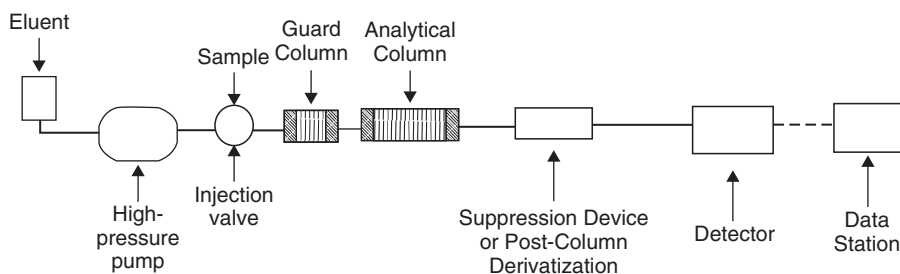 Eluent
Sample
Guard
Column
Analytical
Column
High-
pressure
pump
Injection
valve
Suppression Device
or Post-Column
Derivatization
Detector
Data
Station